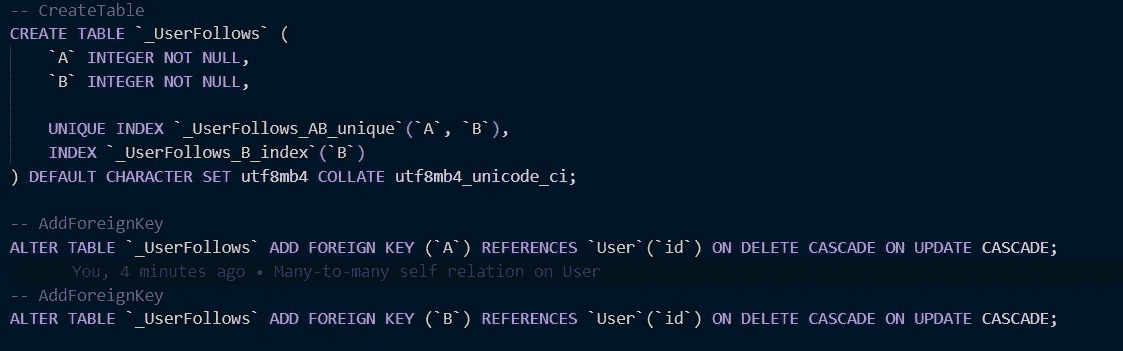 -- CreateTable
CREATE TABLE `_UserFollows` (
    `A` INTEGER NOT NULL,
    `B` INTEGER NOT NULL,

    UNIQUE INDEX `_UserFollows_AB_unique`(`A`, `B`),
    INDEX `_UserFollows_B_index`(`B`)
) DEFAULT CHARACTER SET utf8mb4 COLLATE utf8mb4_unicode_ci;

-- AddForeignKey
ALTER TABLE `_UserFollows` ADD FOREIGN KEY (`A`) REFERENCES `User`(`id`) ON DELETE CASCADE ON UPDATE CASCADE;
You, 4 minutes ago • Many-to-many self relation on User
-- AddForeignKey
ALTER TABLE `_UserFollows` ADD FOREIGN KEY (`B`) REFERENCES `User`(`id`) ON DELETE CASCADE ON UPDATE CASCADE;